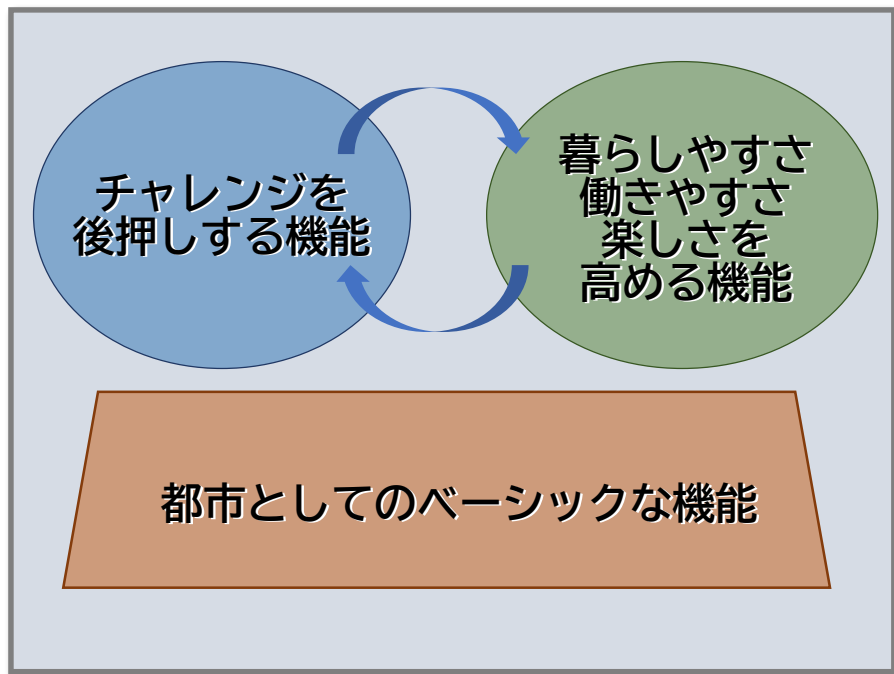 チャレンジを
後押しする機能
暮らしやすさ
働きやすさ
楽しさを
高める機能
都市としてのベーシックな機能